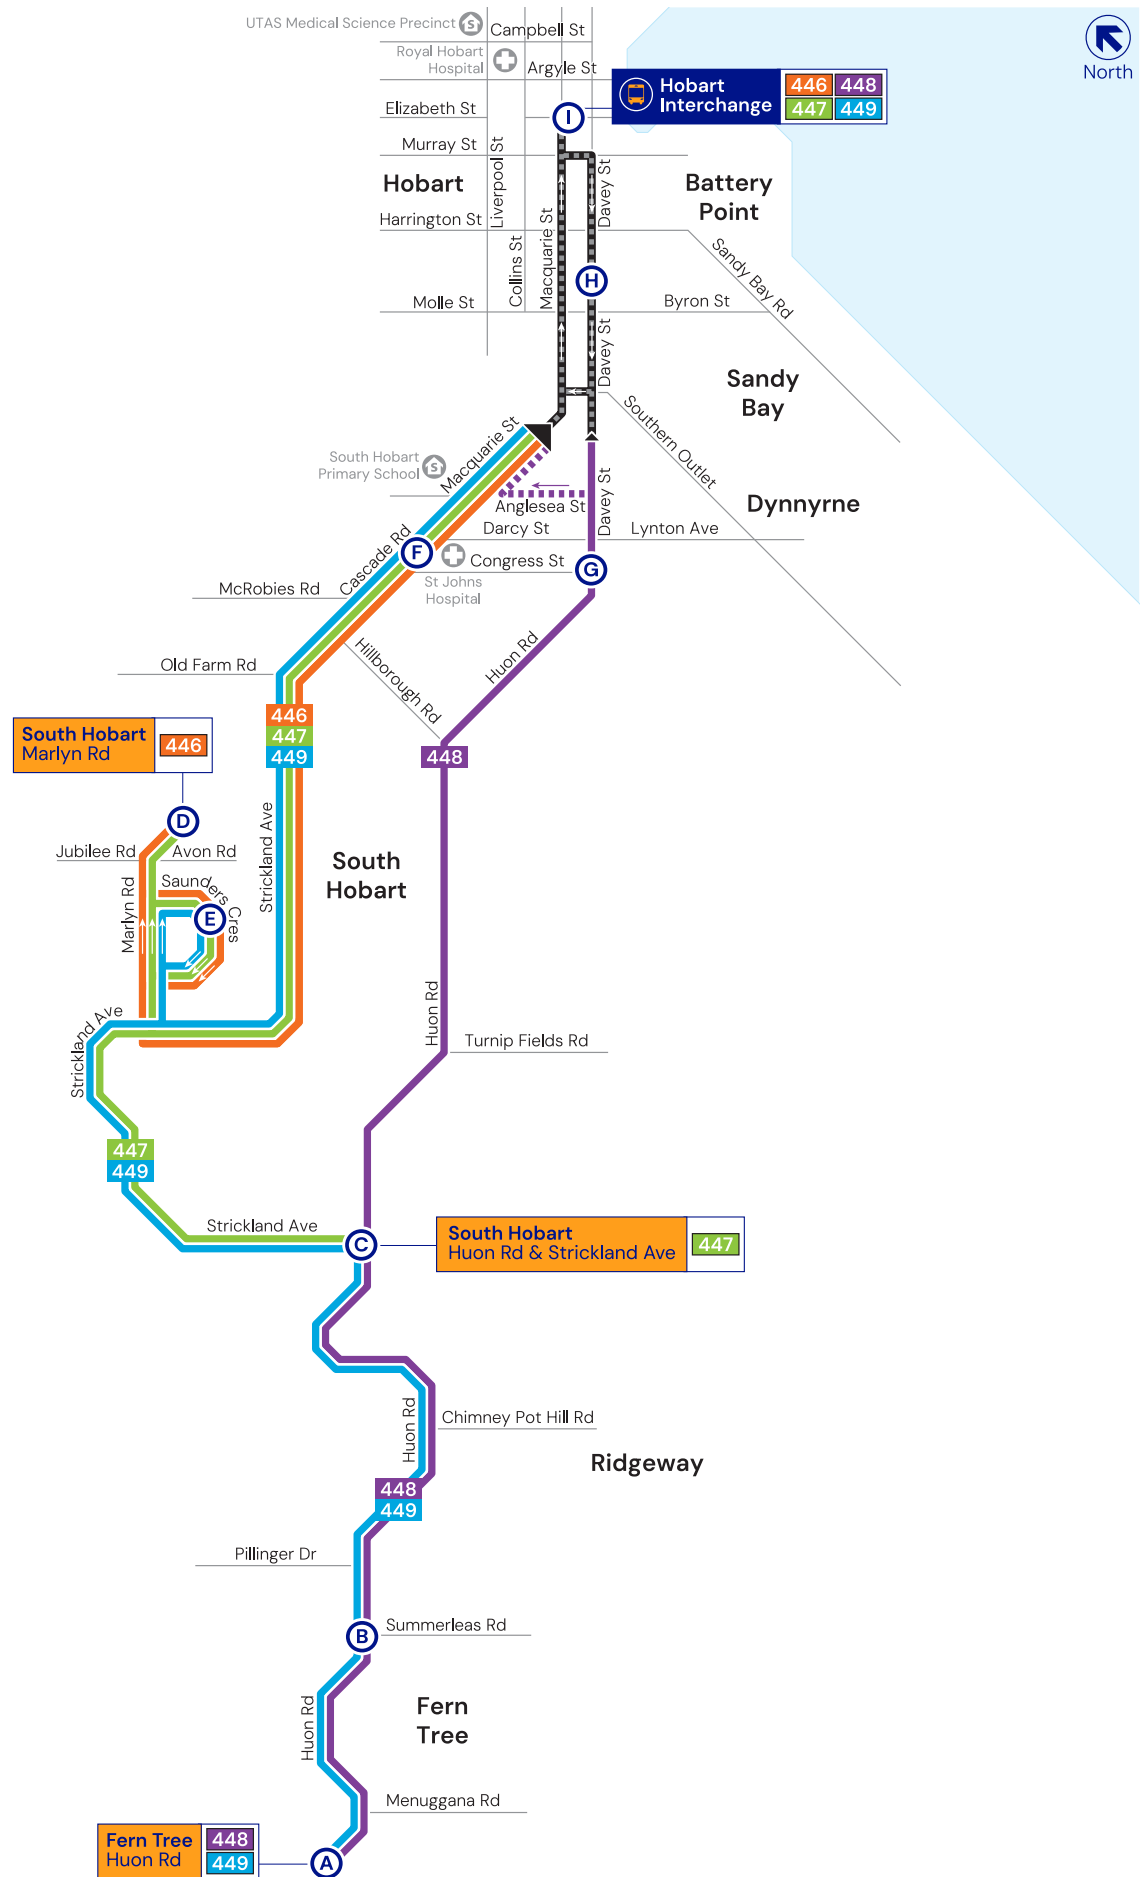 UTAS Medical Science Precinct
S
Campbell St
Royal Hobart
Hospital
Argyle St
North
Hobart
Interchange
446
448
447
449
Elizabeth St
I
Murray St
Liverpool St
Hobart
Davey St
Battery
Point
Harrington St
Collins St
Macquarie St
Sandy Bay Rd
H
Molle St
Byron St
Davey St
Sandy
Bay
Southern Outlet
Macquarie St
South Hobart
Primary School
S
Anglesea St
Davey St
Dynnyrne
Darcy St
Lynton Ave
Cascade Rd
F
Congress St
G
St Johns
Hospital
McRobies Rd
Hillborough Rd
Huon Rd
Old Farm Rd
446
447
449
South Hobart
Marlyn Rd
446
448
D
Strickland Ave
Jubilee Rd
Avon Rd
South
Hobart
Saunders Cres
Marlyn Rd
E
Huon Rd
Strickland Ave
Turnip Fields Rd
447
449
Strickland Ave
C
South Hobart
Huon Rd & Strickland Ave
447
Huon Rd
Chimney Pot Hill Rd
Ridgeway
448
449
Pillinger Dr
B
Summerleas Rd
Huon Rd
Fern
Tree
Menuggana Rd
Fern Tree
Huon Rd
448
449
A